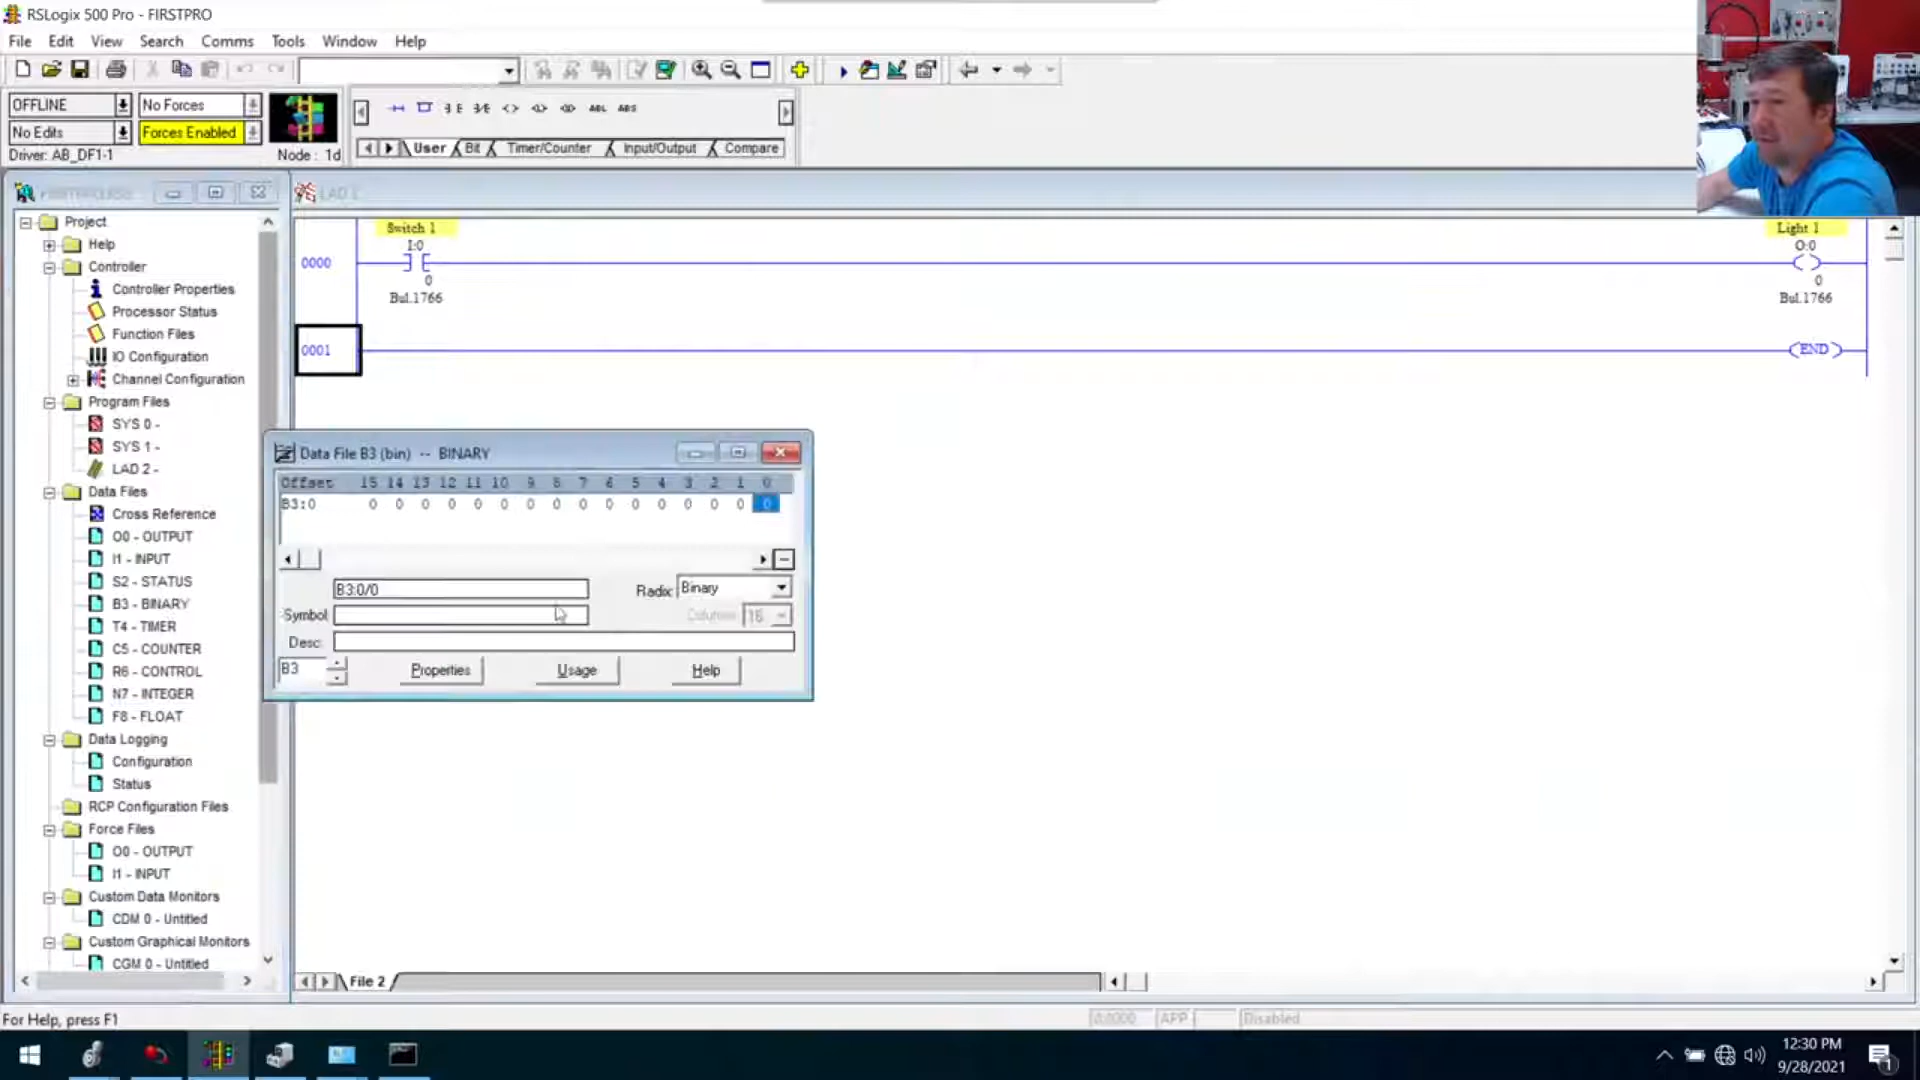 RSLogix 500 Pro - FIRSTPRO
File Edit View Search Comms Tools Window Help
OFFLINE No Forces
No Edits Forces Enabled
Driver: AB_DF1-1 Node : 1d
User Bit Timer/Counter Input/Output Compare
LAD 2
Project
Help
Controller
Controller Properties
Processor Status
Function Files
IO Configuration
Channel Configuration
Program Files
SYS 0 -
SYS 1 -
LAD 2 -
Data Files
Cross Reference
O0 - OUTPUT
I1 - INPUT
S2 - STATUS
B3 - BINARY
T4 - TIMER
C5 - COUNTER
R6 - CONTROL
N7 - INTEGER
F8 - FLOAT
Data Logging
Configuration
Status
RCP Configuration Files
Force Files
O0 - OUTPUT
I1 - INPUT
Custom Data Monitors
CDM 0 - Untitled
Custom Graphical Monitors
CGM 0 - Untitled
Switch 1
I:0
0000
0
Bul.1766
Light 1
O:0
0
Bul.1766
0001
END
Data File B3 (bin) -- BINARY
Offset 15 14 13 12 11 10 9 8 7 6 5 4 3 2 1 0
B3:0 0 0 0 0 0 0 0 0 0 0 0 0 0 0 0 0
B3:0/0
Radix: Binary
Symbol:
Columns: 16
Desc:
B3 Properties Usage Help
File 2
For Help, press F1
0:0000 APP Disabled
12:30 PM
9/28/2021
1